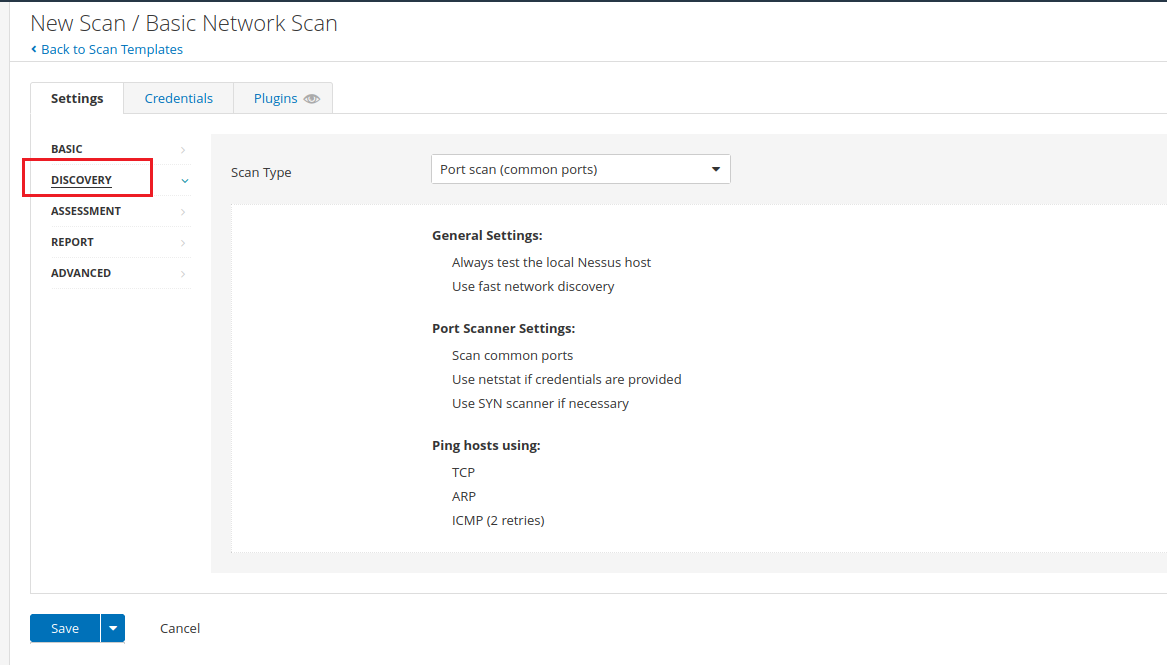 New Scan / Basic Network Scan
Back to Scan Templates
Settings Credentials Plugins
BASIC
DISCOVERY
ASSESSMENT
REPORT
ADVANCED
Scan Type Port scan (common ports)
General Settings:
Always test the local Nessus host
Use fast network discovery
Port Scanner Settings:
Scan common ports
Use netstat if credentials are provided
Use SYN scanner if necessary
Ping hosts using:
TCP
ARP
ICMP (2 retries)
Save Cancel